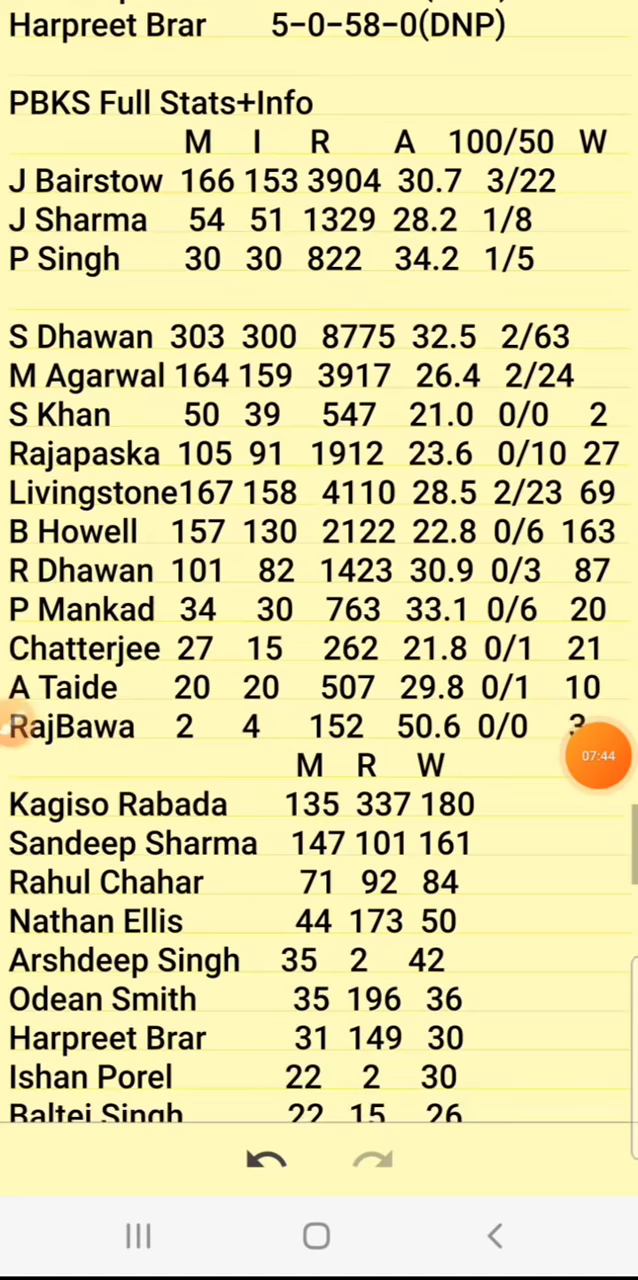 Harpreet Brar 5-0-58-0(DNP)
PBKS Full Stats+Info
M I R A 100/50 W
J Bairstow 166 153 3904 30.7 3/22
J Sharma 54 51 1329 28.2 1/8
P Singh 30 30 822 34.2 1/5
S Dhawan 303 300 8775 32.5 2/63
M Agarwal 164 159 3917 26.4 2/24
S Khan 50 39 547 21.0 0/0 2
Rajapaska 105 91 1912 23.6 0/10 27
Livingstone167 158 4110 28.5 2/23 69
B Howell 157 130 2122 22.8 0/6 163
R Dhawan 101 82 1423 30.9 0/3 87
P Mankad 34 30 763 33.1 0/6 20
Chatterjee 27 15 262 21.8 0/1 21
A Taide 20 20 507 29.8 0/1 10
RajBawa 2 4 152 50.6 0/0 3
07:44
M R W
Kagiso Rabada 135 337 180
Sandeep Sharma 147 101 161
Rahul Chahar 71 92 84
Nathan Ellis 44 173 50
Arshdeep Singh 35 2 42
Odean Smith 35 196 36
Harpreet Brar 31 149 30
Ishan Porel 22 2 30
Baltej Singh 22 15 26